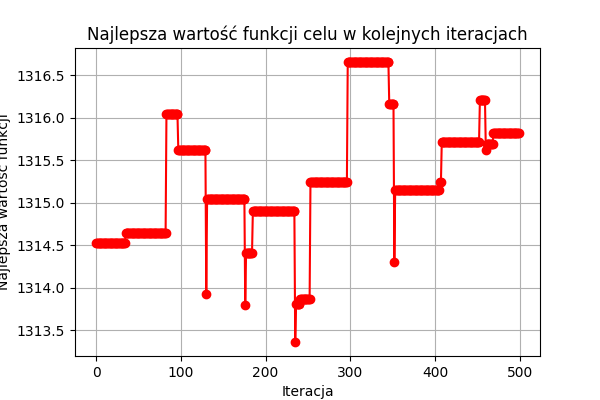 Najlepsza wartość funkcji celu w kolejnych iteracjach
Najlepsza wartość funkcji
1316.5
1316.0
1315.5
1315.0
1314.5
1314.0
1313.5
0 100 200 300 400 500
Iteracja